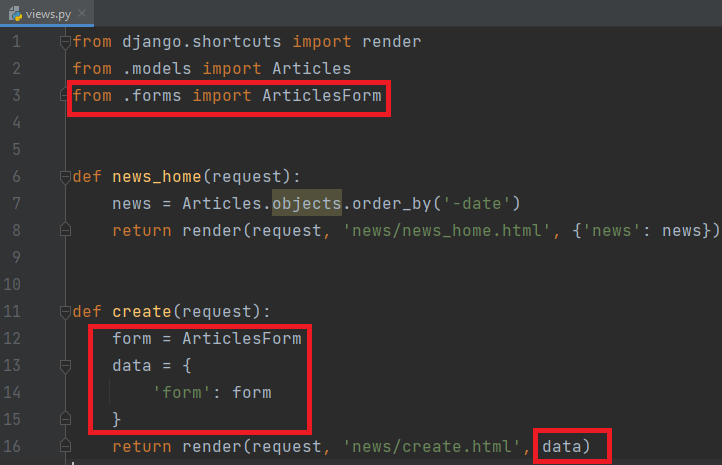 views.py
1 from django.shortcuts import render
2 from .models import Articles
3 from .forms import ArticlesForm
4
5
6 def news_home(request):
7     news = Articles.objects.order_by('-date')
8     return render(request, 'news/news_home.html', {'news': news})
9
10
11 def create(request):
12     form = ArticlesForm
13     data = {
14         'form': form
15     }
16     return render(request, 'news/create.html', data)